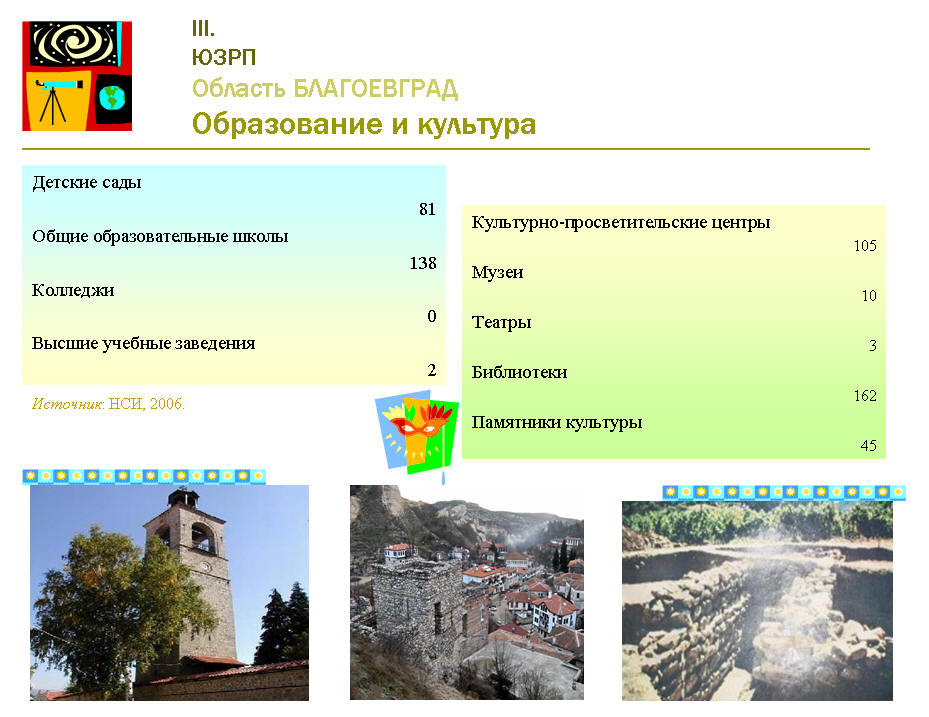 III.
ЮЗРП
Область БЛАГОЕВГРАД
Образование и культура
Детские сады
81
Общие образовательные школы
138
Колледжи
0
Высшие учебные заведения
2
Источник: НСИ, 2006.
Культурно-просветительские центры
105
Музеи
10
Театры
3
Библиотеки
162
Памятники культуры
45